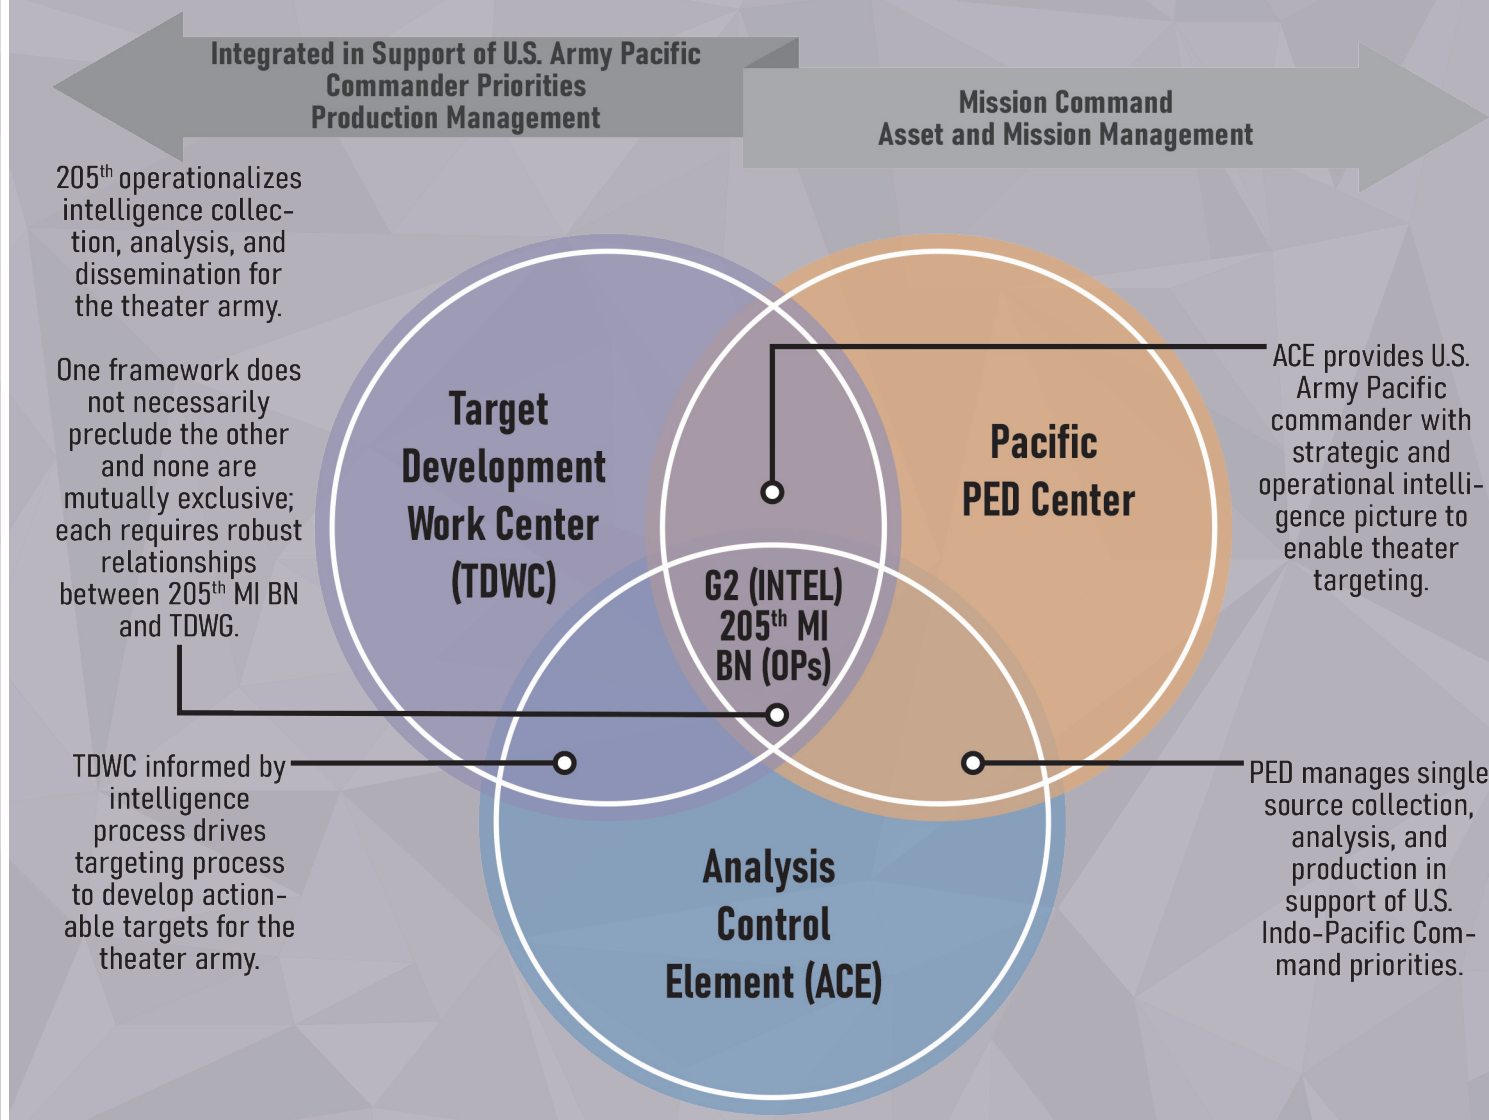 Integrated in Support of U.S. Army Pacific
Commander Priorities
Production Management
Mission Command
Asset and Mission Management
205th operationalizes
intelligence collec-
tion, analysis, and
dissemination for
the theater army.
One framework does
not necessarily
preclude the other
and none are
mutually exclusive;
each requires robust
relationships
between 205th MI BN
and TDWG.
TDWC informed by
intelligence
process drives
targeting process
to develop action-
able targets for the
theater army.
Target
Development
Work Center
(TDWC)
Pacific
PED Center
G2 (INTEL)
205th MI
BN (OPs)
Analysis
Control
Element (ACE)
ACE provides U.S.
Army Pacific
commander with
strategic and
operational intelli-
gence picture to
enable theater
targeting.
PED manages single
source collection,
analysis, and
production in
support of U.S.
Indo-Pacific Com-
mand priorities.